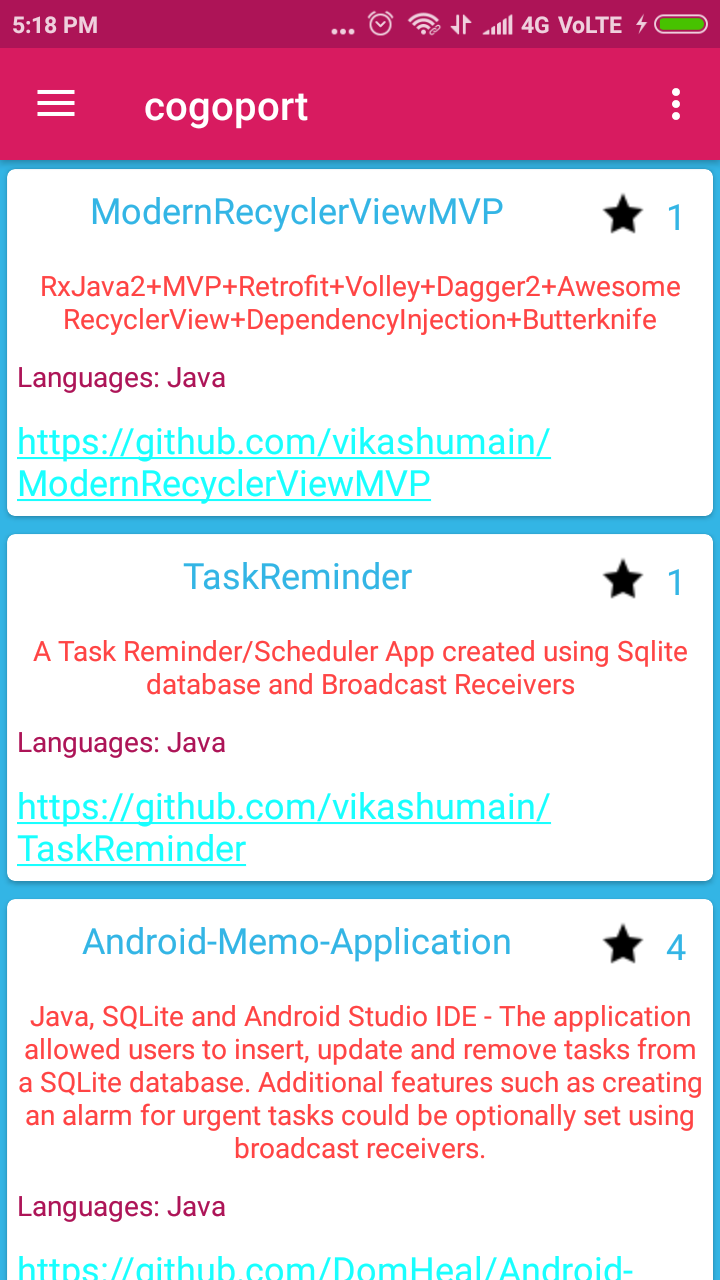 5:18 PM
... 4G VoLTE
cogoport
ModernRecyclerViewMVP 1
RxJava2+MVP+Retrofit+Volley+Dagger2+Awesome
RecyclerView+DependencyInjection+Butterknife
Languages: Java
https://github.com/vikashumain/
ModernRecyclerViewMVP
TaskReminder 1
A Task Reminder/Scheduler App created using Sqlite
database and Broadcast Receivers
Languages: Java
https://github.com/vikashumain/
TaskReminder
Android-Memo-Application 4
Java, SQLite and Android Studio IDE - The application
allowed users to insert, update and remove tasks from
a SQLite database. Additional features such as creating
an alarm for urgent tasks could be optionally set using
broadcast receivers.
Languages: Java
https://github.com/DomHeal/Android-